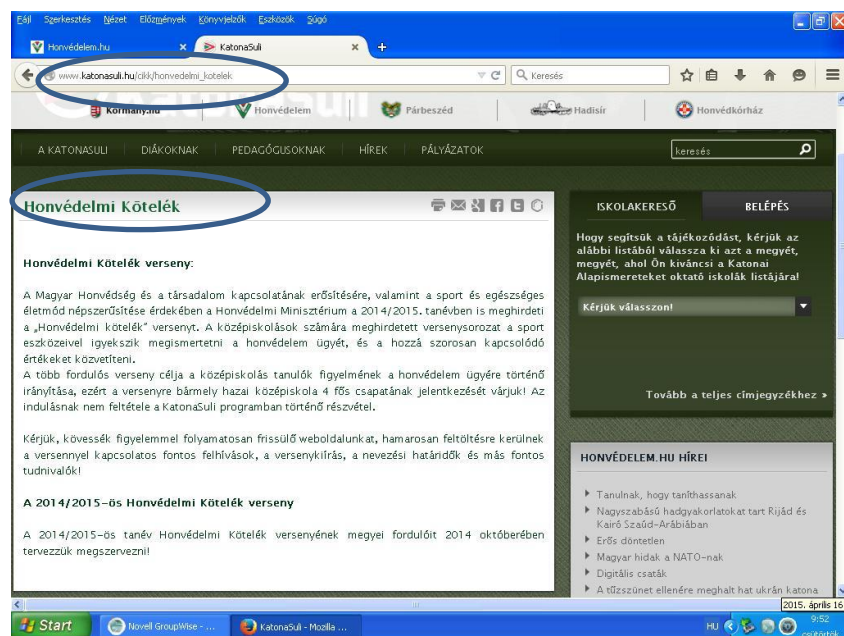 Fájl Szerkesztés Nézet Előzmények Könyvjelzők Eszközök Súgó
Honvédelem.hu × KatonaSuli × +
www.katonasuli.hu/cikk/honvedelmi_kotelek Keresés
Kormany.hu Honvédelem Párbeszéd Hadisír Honvédkórház
A KATONASULI DIÁKOKNAK PEDAGÓGUSOKNAK HÍREK PÁLYÁZATOK keresés
Honvédelmi Kötelék
Honvédelmi Kötelék verseny:
A Magyar Honvédség és a társadalom kapcsolatának erősítésére, valamint a sport és egészséges
életmód népszerűsítése érdekében a Honvédelmi Minisztérium a 2014/2015. tanévben is meghirdeti
a „Honvédelmi kötelék" versenyt. A középiskolások számára meghirdetett versenysorozat a sport
eszközeivel igyekszik megismertetni a honvédelem ügyét, és a hozzá szorosan kapcsolódó
értékeket közvetíteni.
A több fordulós verseny célja a középiskolás tanulók figyelmének a honvédelem ügyére történő
irányítása, ezért a versenyre bármely hazai középiskola 4 fős csapatának jelentkezését várjuk! Az
indulásnak nem feltétele a KatonaSuli programban történő részvétel.
Kérjük, kövessék figyelemmel folyamatosan frissülő weboldalunkat, hamarosan feltöltésre kerülnek
a versennyel kapcsolatos fontos felhívások, a versenykiírás, a nevezési határidők és más fontos
tudnivalók!
A 2014/2015-ös Honvédelmi Kötelék verseny
A 2014/2015-ös tanév Honvédelmi Kötelék versenyének megyei fordulóit 2014 októberében
tervezzük megszervezni!
ISKOLAKERESŐ BELÉPÉS
Hogy segítsük a tájékozódást, kérjük az
alábbi listából válassza ki azt a megyét,
megyét, ahol Ön kíváncsi a Katonai
Alapismereteket oktató iskolák listájára!
Kérjük válasszon!
Tovább a teljes címjegyzékhez »
HONVÉDELEM.HU HÍREI
Tanulnak, hogy taníthassanak
Nagyszabású hadgyakorlatokat tart Rijád és
Kairó Szaúd-Arábiában
Erős döntetlen
Magyar hidak a NATO-nak
Digitális csaták
A tűzszünet ellenére meghalt hat ukrán katona
2015. április 16
Start Novell GroupWise - ... KatonaSuli - Mozilla ... HU 9:52
csütörtök